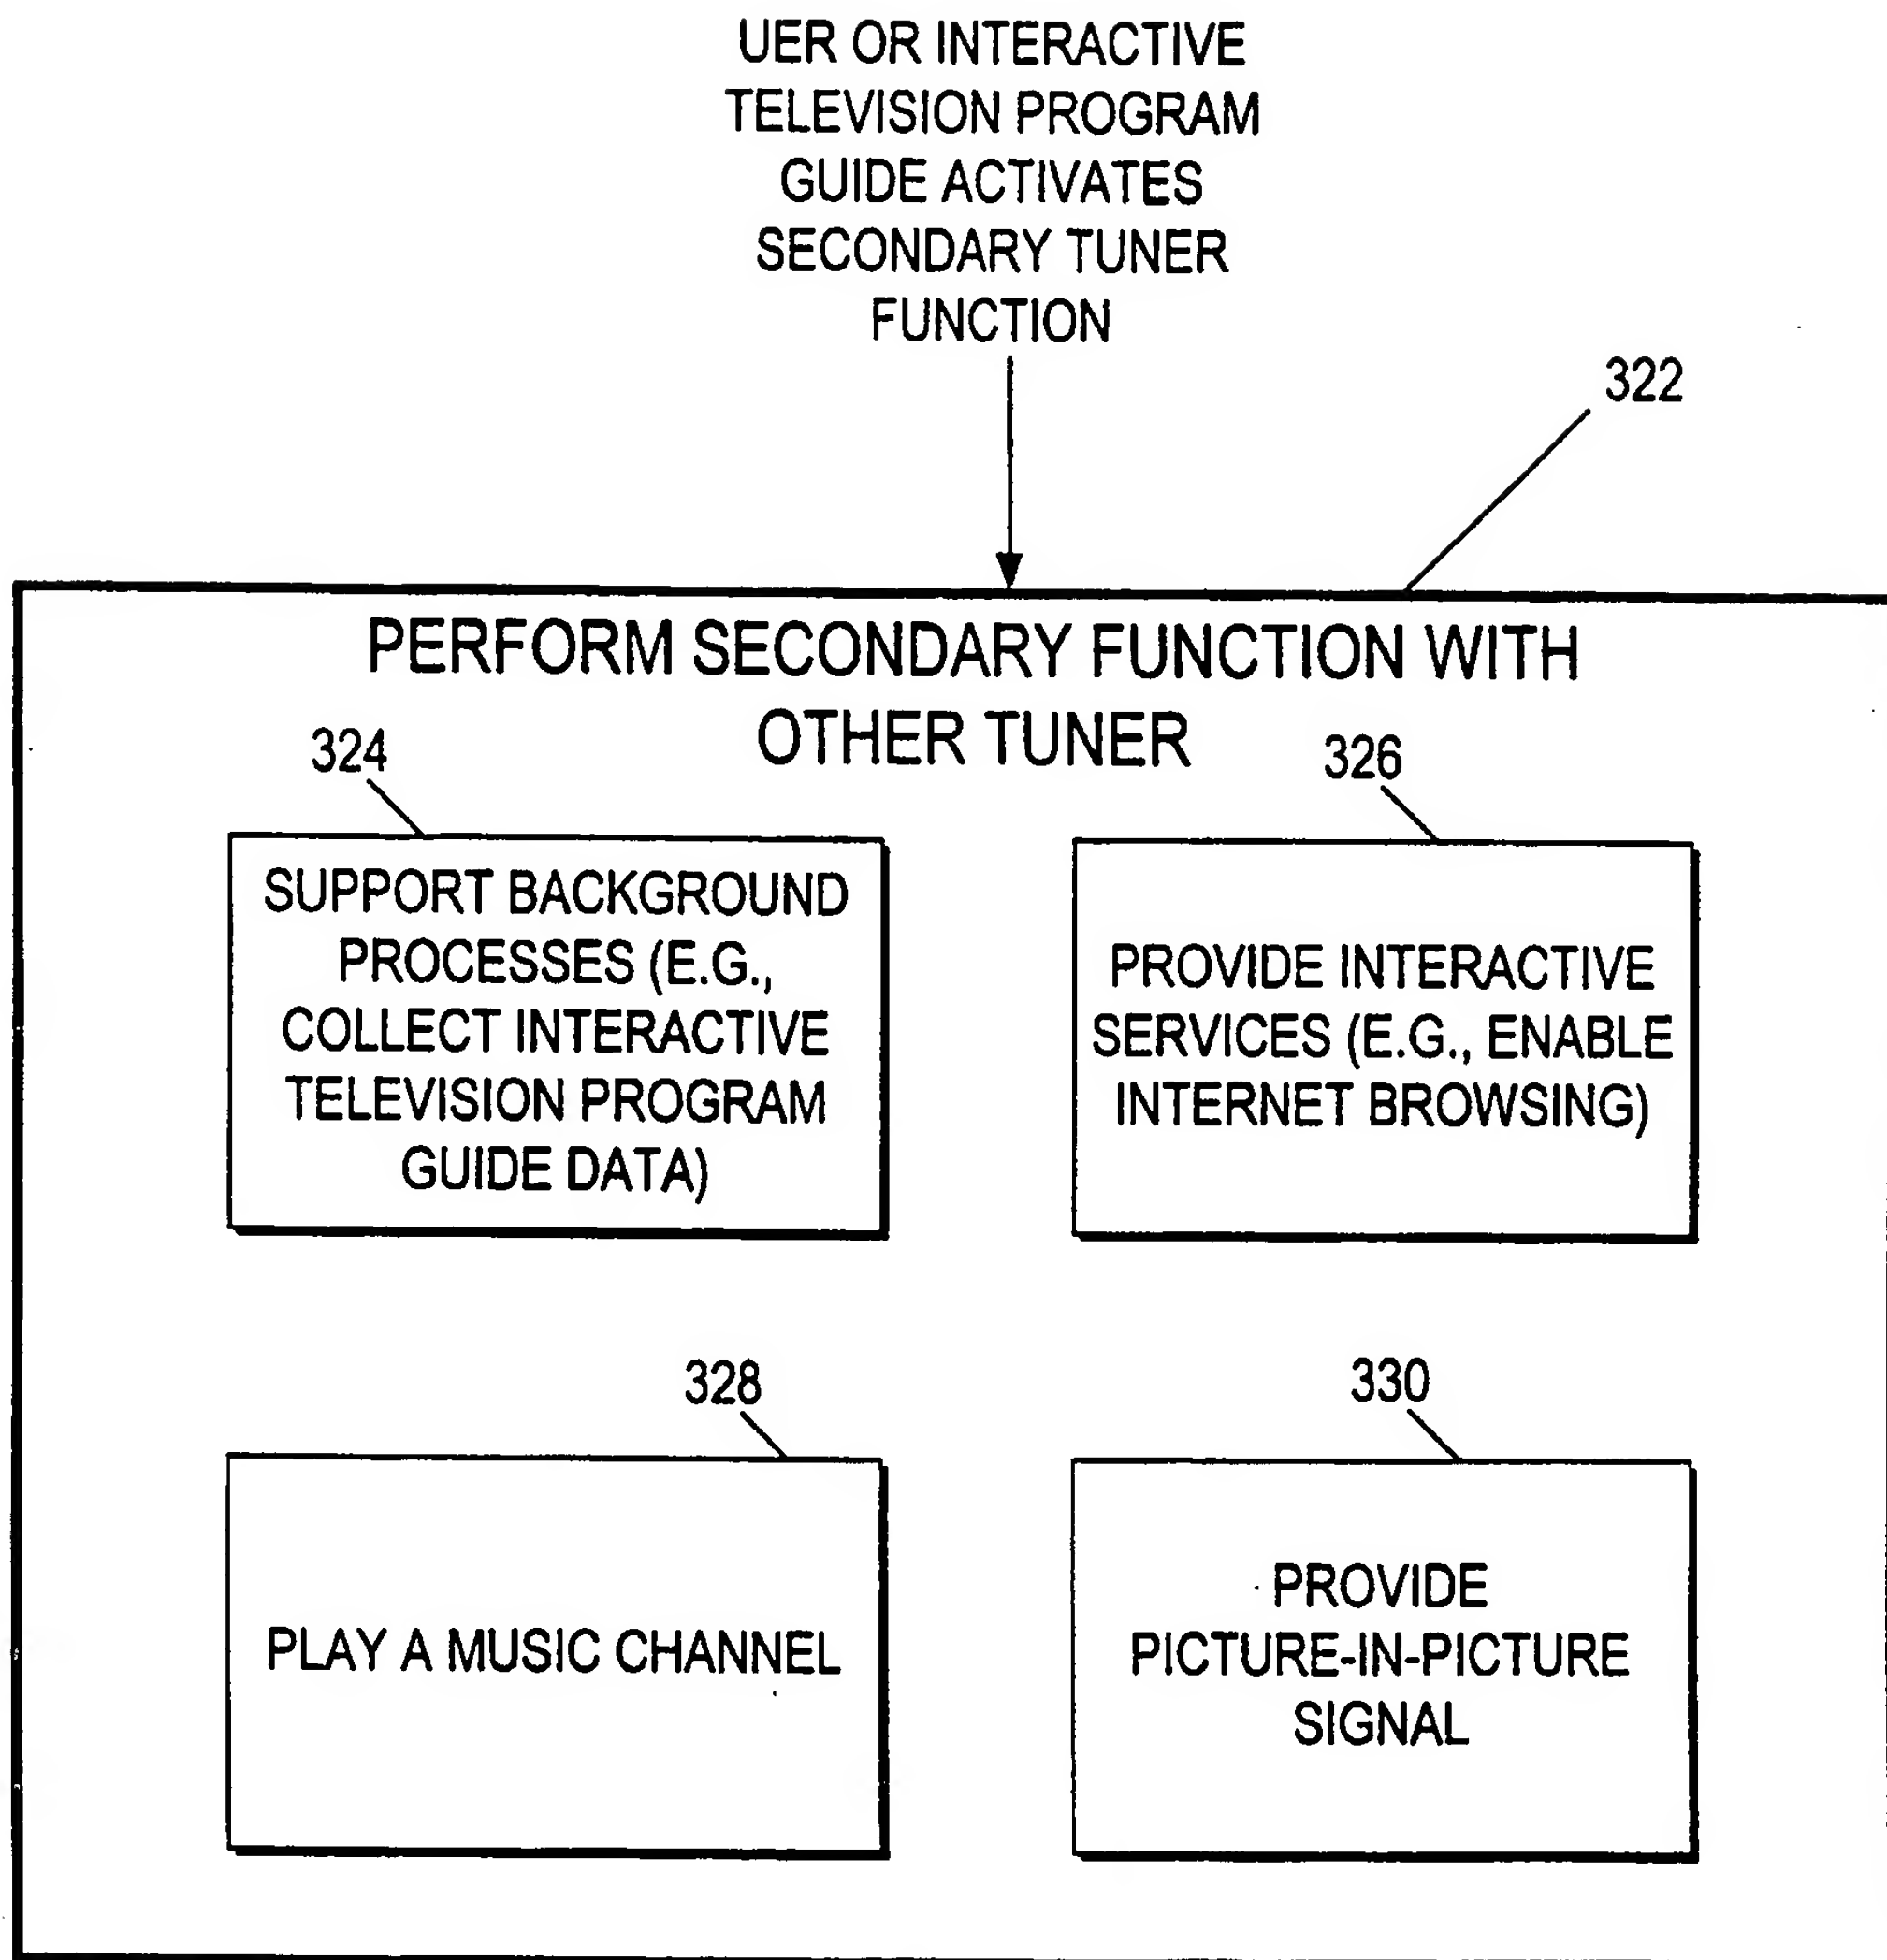 UER OR INTERACTIVE
TELEVISION PROGRAM
GUIDE ACTIVATES
SECONDARY TUNER
FUNCTION
322
PERFORM SECONDARY FUNCTION WITH
OTHER TUNER
324
326
SUPPORT BACKGROUND
PROCESSES (E.G.,
COLLECT INTERACTIVE
TELEVISION PROGRAM
GUIDE DATA)
PROVIDE INTERACTIVE
SERVICES (E.G., ENABLE
INTERNET BROWSING)
328
330
PLAY A MUSIC CHANNEL
PROVIDE
PICTURE-IN-PICTURE
SIGNAL